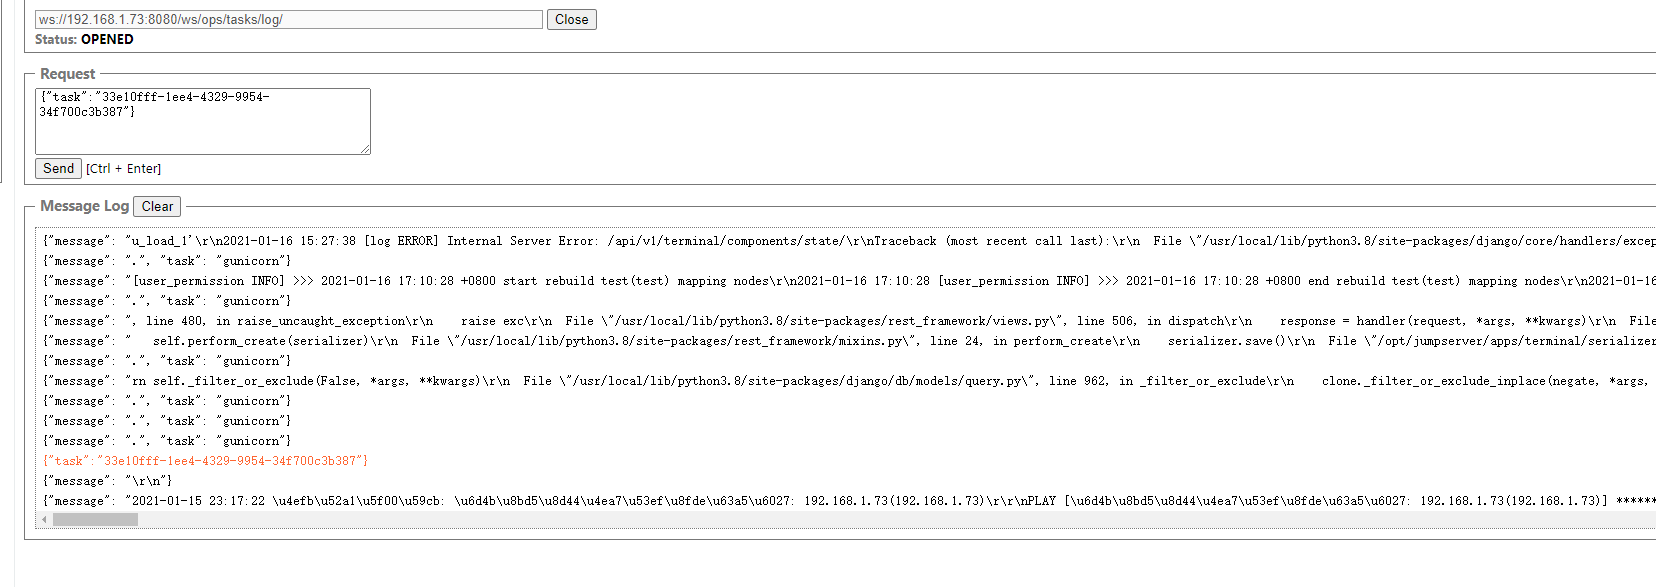 ws://192.168.1.73:8080/ws/ops/tasks/log/ Close
Status: OPENED
Request
{"task":"33e10fff-1ee4-4329-9954-
34f700c3b387"}
Send [Ctrl + Enter]
Message Log Clear
{"message": "u_load_1'\r\n2021-01-16 15:27:38 [log ERROR] Internal Server Error: /api/v1/terminal/components/state/\r\nTraceback (most recent call last):\r\n  File \"/usr/local/lib/python3.8/site-packages/django/core/handlers/excep
{"message": ".", "task": "gunicorn"}
{"message": "[user_permission INFO] >>> 2021-01-16 17:10:28 +0800 start rebuild test(test) mapping nodes\r\n2021-01-16 17:10:28 [user_permission INFO] >>> 2021-01-16 17:10:28 +0800 end rebuild test(test) mapping nodes\r\n2021-01-16
{"message": ".", "task": "gunicorn"}
{"message": ", line 480, in raise_uncaught_exception\r\n    raise exc\r\n  File \"/usr/local/lib/python3.8/site-packages/rest_framework/views.py\", line 506, in dispatch\r\n    response = handler(request, *args, **kwargs)\r\n  File
{"message": "   self.perform_create(serializer)\r\n  File \"/usr/local/lib/python3.8/site-packages/rest_framework/mixins.py\", line 24, in perform_create\r\n    serializer.save()\r\n  File \"/opt/jumpserver/apps/terminal/serializer
{"message": ".", "task": "gunicorn"}
{"message": "rn self._filter_or_exclude(False, *args, **kwargs)\r\n  File \"/usr/local/lib/python3.8/site-packages/django/db/models/query.py\", line 962, in _filter_or_exclude\r\n    clone._filter_or_exclude_inplace(negate, *args,
{"message": ".", "task": "gunicorn"}
{"message": ".", "task": "gunicorn"}
{"message": ".", "task": "gunicorn"}
{"task":"33e10fff-1ee4-4329-9954-34f700c3b387"}
{"message": "\r\n"}
{"message": "2021-01-15 23:17:22 \u4efb\u52a1\u5f00\u59cb: \u6d4b\u8bd5\u8d44\u4ea7\u53ef\u8fde\u63a5\u6027: 192.168.1.73(192.168.1.73)\r\r\nPLAY [\u6d4b\u8bd5\u8d44\u4ea7\u53ef\u8fde\u63a5\u6027: 192.168.1.73(192.168.1.73)] ******